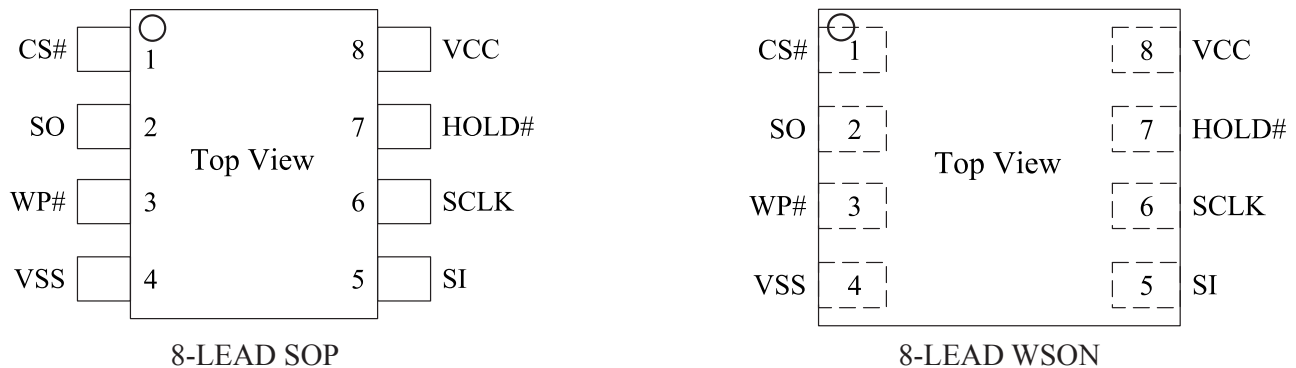 CS# 1 8 VCC
SO 2 7 HOLD#
Top View
WP# 3 6 SCLK
VSS 4 5 SI
8-LEAD SOP
CS# 1 8 VCC
SO 2 7 HOLD#
Top View
WP# 3 6 SCLK
VSS 4 5 SI
8-LEAD WSON